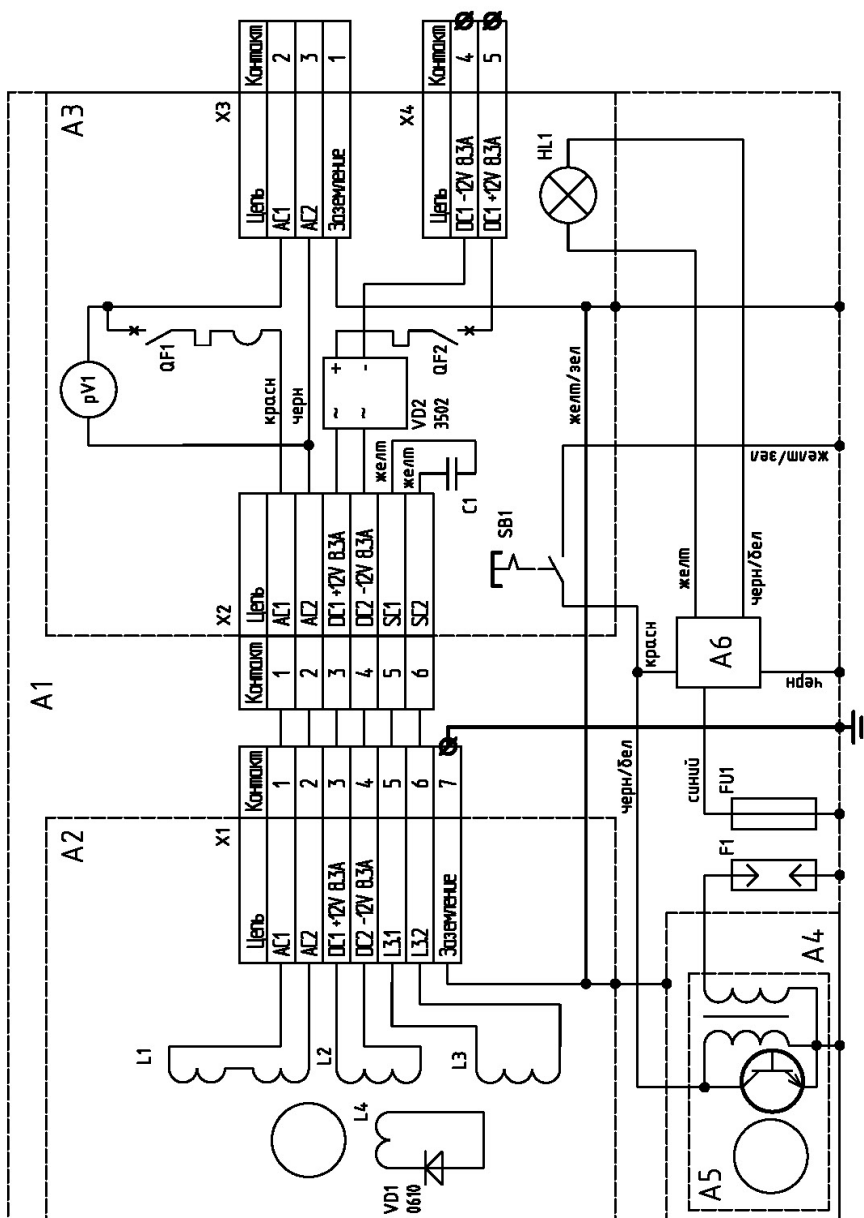 A1
A3
X3
Цепь Контакт
AC1 2
AC2 3
Заземление 1
X4
Цепь Контакт
DC1 -12V 8.3A 4
DC1 +12V 8.3A 5
pV1
QF1
красн
черн
QF2
+
-
~
~
VD2
3502
HL1
X2
Контакт Цепь
1 AC1
2 AC2
3 DC1 +12V 8.3A
4 DC2 -12V 8.3A
5 SC1
6 SC2
желт
желт
C1
SB1
желт/зел
желт/зел
A2
X1
Цепь Контакт
AC1 1
AC2 2
DC1 +12V 8.3A 3
DC2 -12V 8.3A 4
L3.1 5
L3.2 6
Заземление 7
L1
L2
L3
L4
VD1
0610
черн/бел
красн
желт
черн/бел
A6
черн
синий
FU1
F1
A4
A5